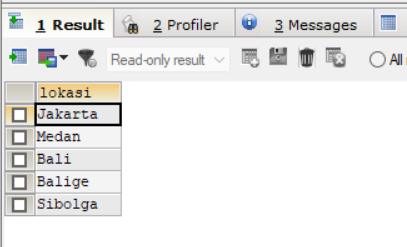 1 Result 2 Profiler 3 Messages
Read-only result All
lokasi
Jakarta
Medan
Bali
Balige
Sibolga